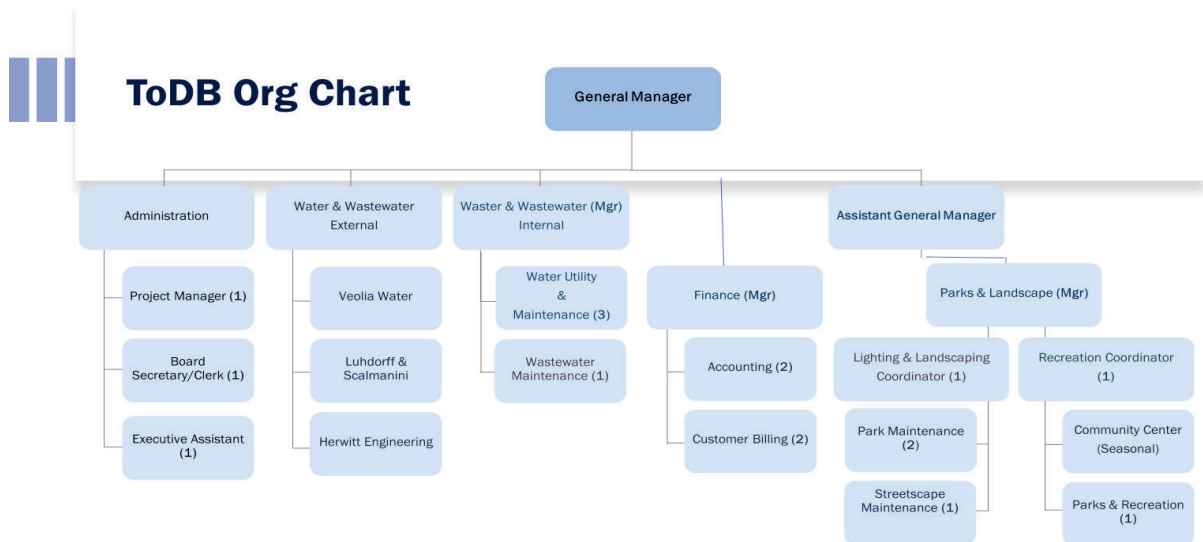 ToDB Org Chart
General Manager
Administration
Water & Wastewater
External
Waster & Wastewater (Mgr)
Internal
Assistant General Manager
Project Manager (1)
Veolia Water
Water Utility
&
Maintenance (3)
Finance (Mgr)
Parks & Landscape (Mgr)
Board
Secretary/Clerk (1)
Luhdorff &
Scalmanini
Wastewater
Maintenance (1)
Accounting (2)
Lighting & Landscaping
Coordinator (1)
Recreation Coordinator
(1)
Executive Assistant
(1)
Herwitt Engineering
Customer Billing (2)
Park Maintenance
(2)
Community Center
(Seasonal)
Streetscape
Maintenance (1)
Parks & Recreation
(1)